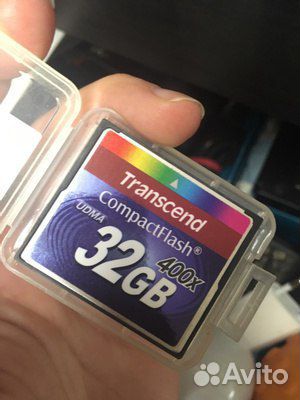 Transcend
CompactFlash®
UDMA
400X
32GB
Avito